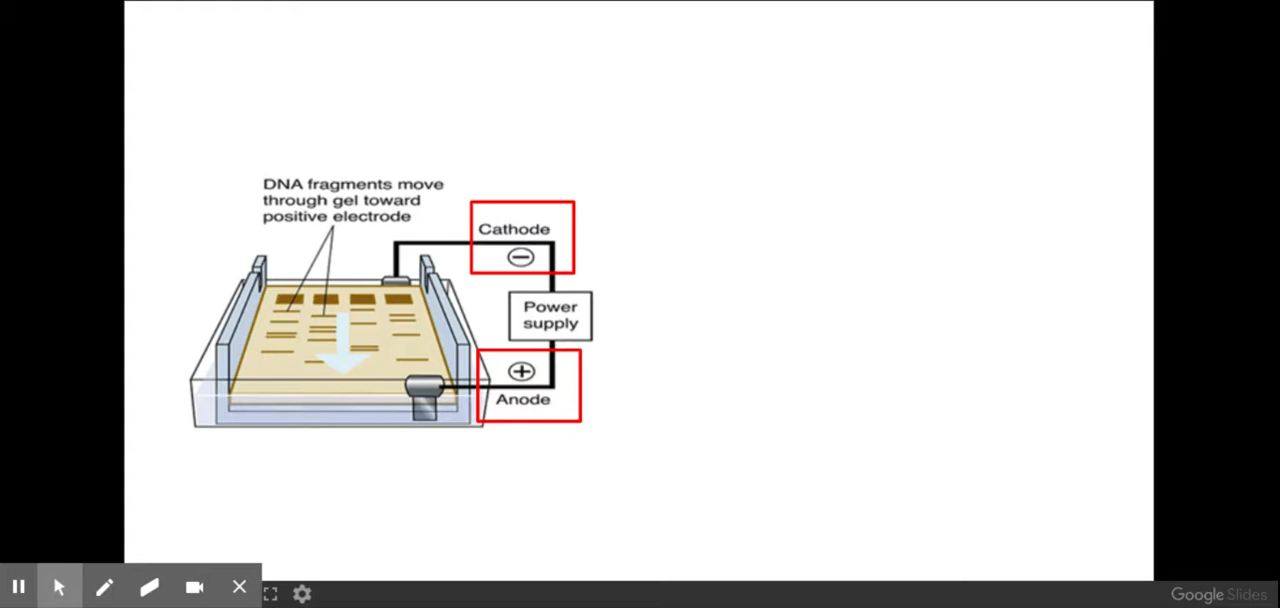 DNA fragments move
through gel toward
positive electrode
Cathode
−
Power
supply
+
Anode
Google Slides